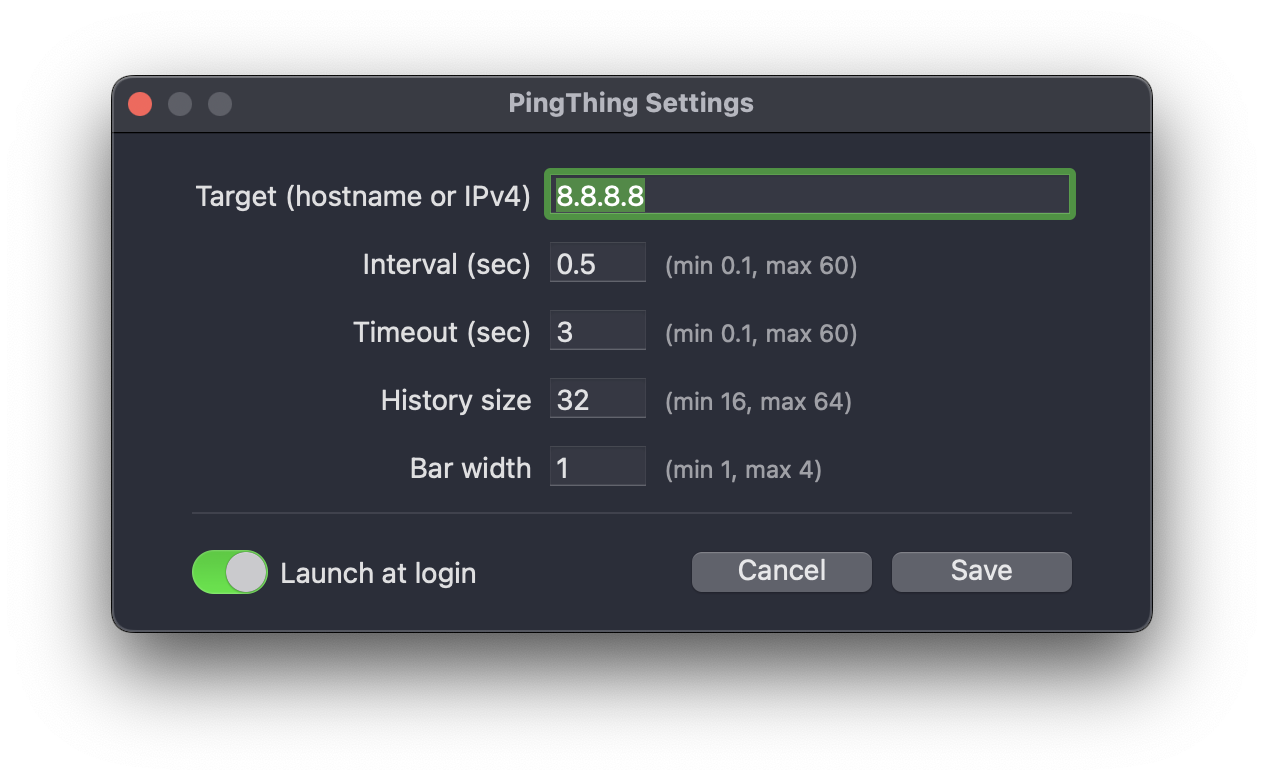 PingThing Settings
Target (hostname or IPv4) 8.8.8.8
Interval (sec) 0.5 (min 0.1, max 60)
Timeout (sec) 3 (min 0.1, max 60)
History size 32 (min 16, max 64)
Bar width 1 (min 1, max 4)
Launch at login Cancel Save